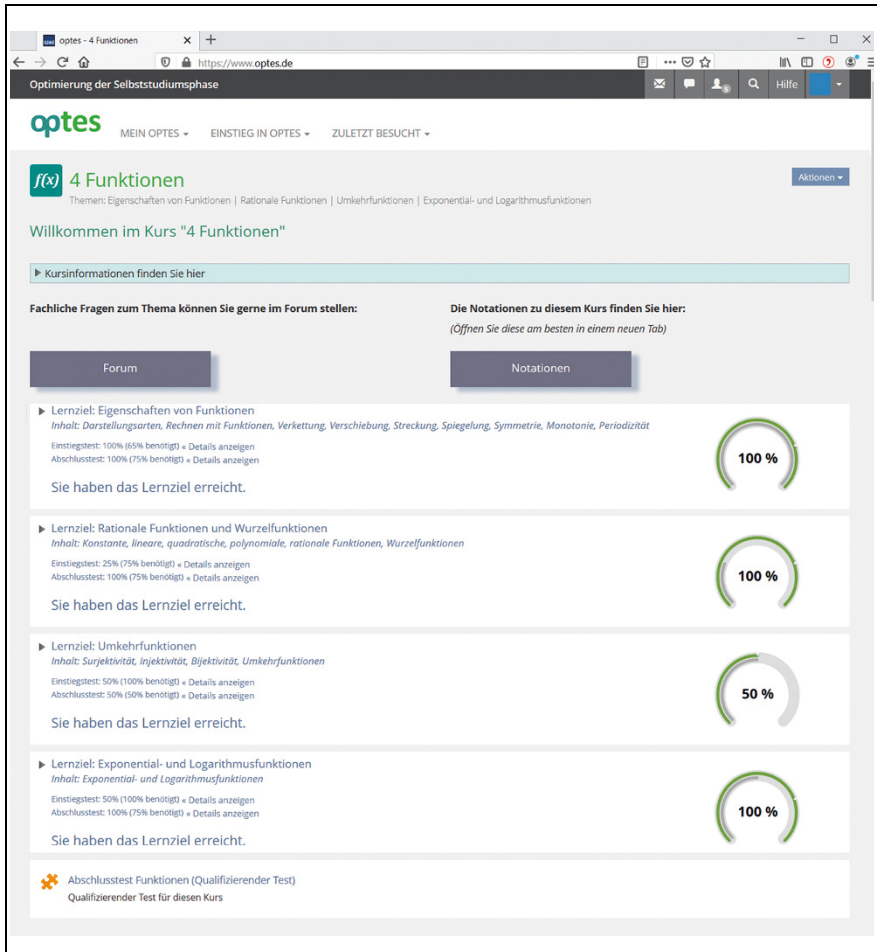 optes - 4 Funktionen
https://www.optes.de
Optimierung der Selbststudiumsphase
Hilfe
optes
MEIN OPTES
EINSTIEG IN OPTES
ZULETZT BESUCHT
f(x)
4 Funktionen
Aktionen
Themen: Eigenschaften von Funktionen | Rationale Funktionen | Umkehrfunktionen | Exponential- und Logarithmusfunktionen
Willkommen im Kurs "4 Funktionen"
Kursinformationen finden Sie hier
Fachliche Fragen zum Thema können Sie gerne im Forum stellen:
Die Notationen zu diesem Kurs finden Sie hier:
(Öffnen Sie diese am besten in einem neuen Tab)
Forum
Notationen
Lernziel: Eigenschaften von Funktionen
Inhalt: Darstellungsarten, Rechnen mit Funktionen, Verkettung, Verschiebung, Streckung, Spiegelung, Symmetrie, Monotonie, Periodizität
Einstiegstest: 100% (65% benötigt) « Details anzeigen
Abschlusstest: 100% (75% benötigt) « Details anzeigen
100 %
Sie haben das Lernziel erreicht.
Lernziel: Rationale Funktionen und Wurzelfunktionen
Inhalt: Konstante, lineare, quadratische, polynomiale, rationale Funktionen, Wurzelfunktionen
Einstiegstest: 25% (75% benötigt) « Details anzeigen
Abschlusstest: 100% (75% benötigt) « Details anzeigen
100 %
Sie haben das Lernziel erreicht.
Lernziel: Umkehrfunktionen
Inhalt: Surjektivität, Injektivität, Bijektivität, Umkehrfunktionen
Einstiegstest: 50% (100% benötigt) « Details anzeigen
Abschlusstest: 50% (50% benötigt) « Details anzeigen
50 %
Sie haben das Lernziel erreicht.
Lernziel: Exponential- und Logarithmusfunktionen
Inhalt: Exponential- und Logarithmusfunktionen
Einstiegstest: 50% (100% benötigt) « Details anzeigen
Abschlusstest: 100% (75% benötigt) « Details anzeigen
100 %
Sie haben das Lernziel erreicht.
Abschlusstest Funktionen (Qualifizierender Test)
Qualifizierender Test für diesen Kurs